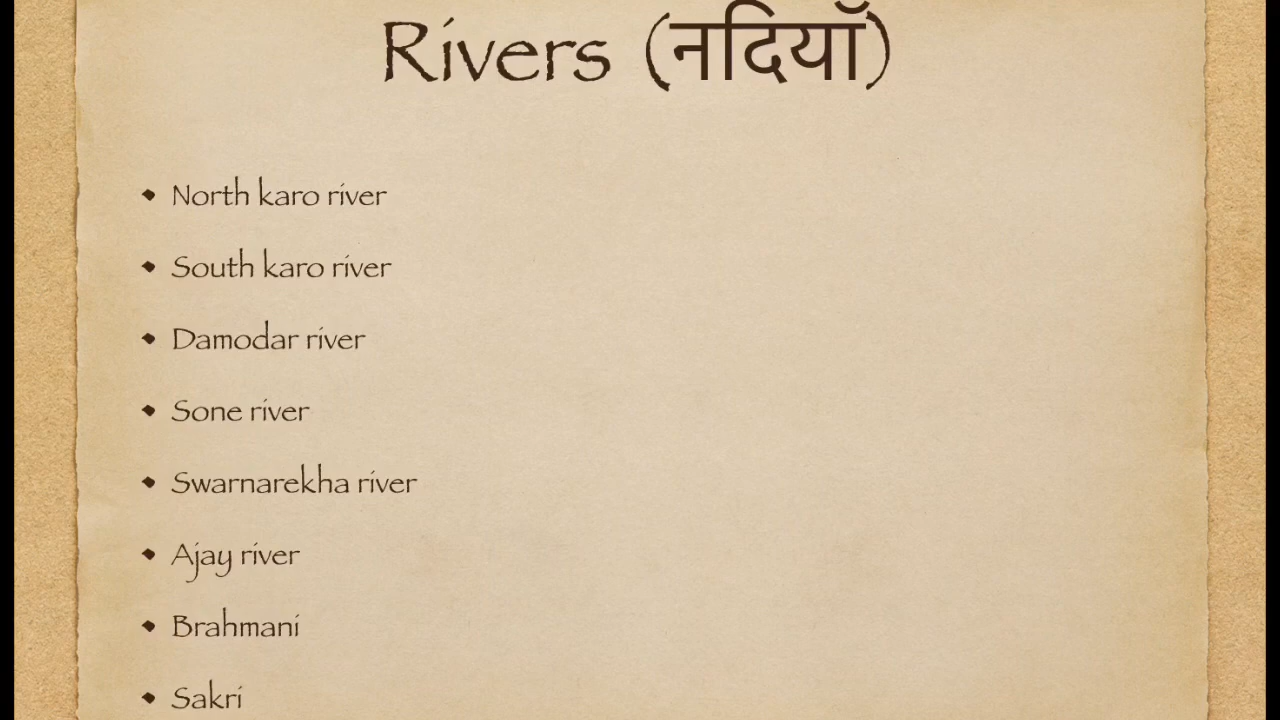 Rivers (नदियाॅ)
• North karo river
• South karo river
• Damodar river
• Sone river
• Swarnarekha river
• Ajay river
• Brahmani
• Sakri